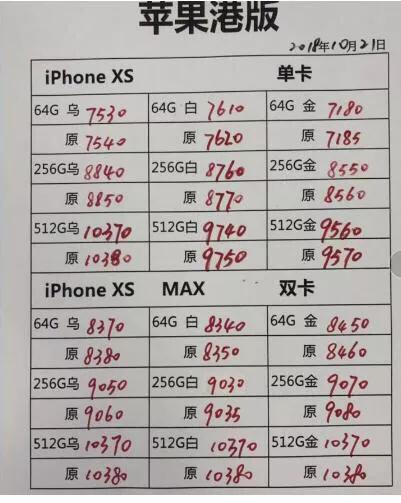 苹果港版
2018年10月21日
iPhone XS 单卡
64G 乌 7530 64G 白 7610 64G 金 7180
原 7540 原 7620 原 7185
256G乌 8840 256G白 8760 256G金 8550
原 8850 原 8770 原 8560
512G乌 10370 512G白 9740 512G金 9560
原 10380 原 9750 原 9570
iPhone XS MAX 双卡
64G 乌 8370 64G 白 8340 64G 金 8450
原 8380 原 8350 原 8460
256G乌 9050 256G白 9030 256G金 9070
原 9060 原 9035 原 9080
512G乌 10370 512G白 10370 512G金 10370
原 10380 原 10380 原 10380